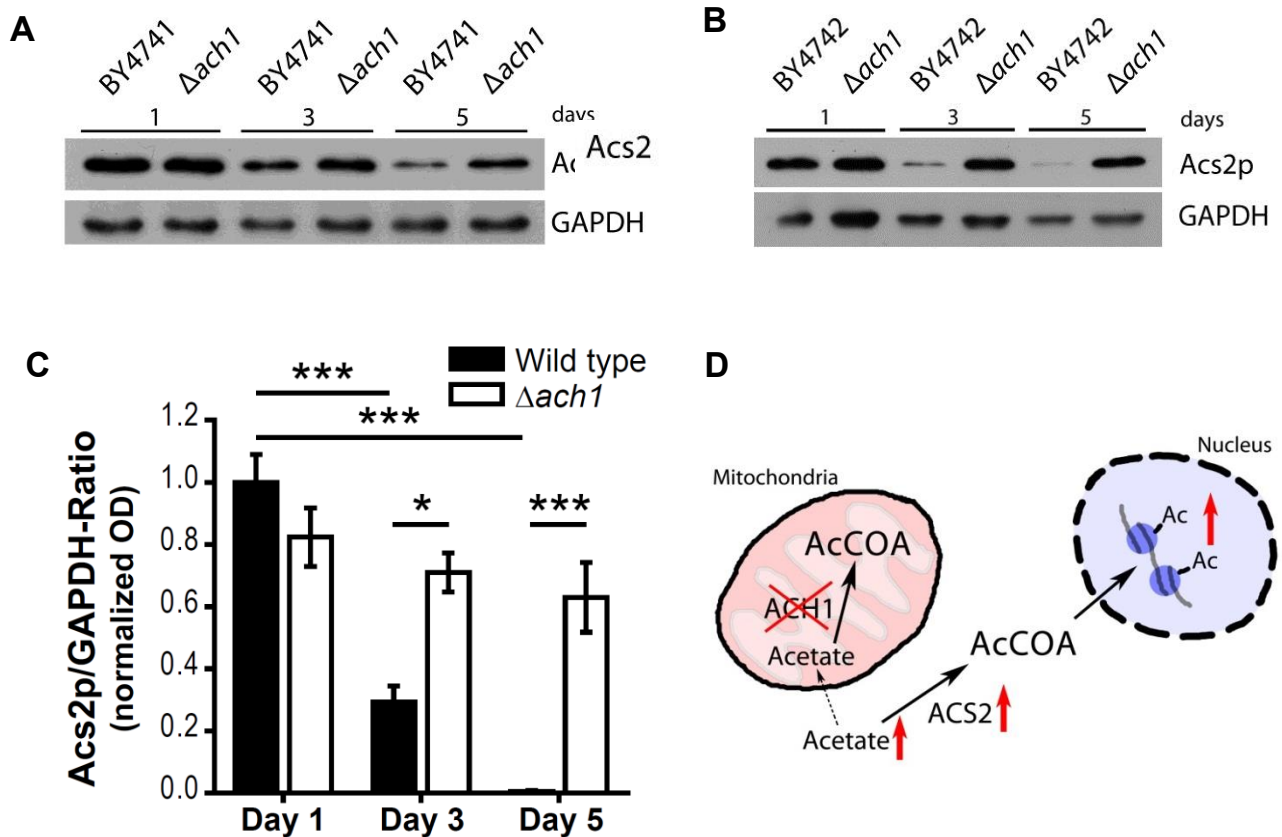 A
BY4741 Δach1 BY4741 Δach1 BY4741 Δach1
1 3 5 days
Acs2
GAPDH
B
BY4742 Δach1 BY4742 Δach1 BY4742 Δach1
1 3 5 days
Acs2p
GAPDH
C
Wild type
Δach1
***
***
* ***
Acs2p/GAPDH-Ratio
(normalized OD)
1.2
1.0
0.8
0.6
0.4
0.2
0.0
Day 1 Day 3 Day 5
D
Nucleus
Mitochondria
Ac
Ac
AcCOA
ACH1
Acetate
AcCOA
ACS2
Acetate